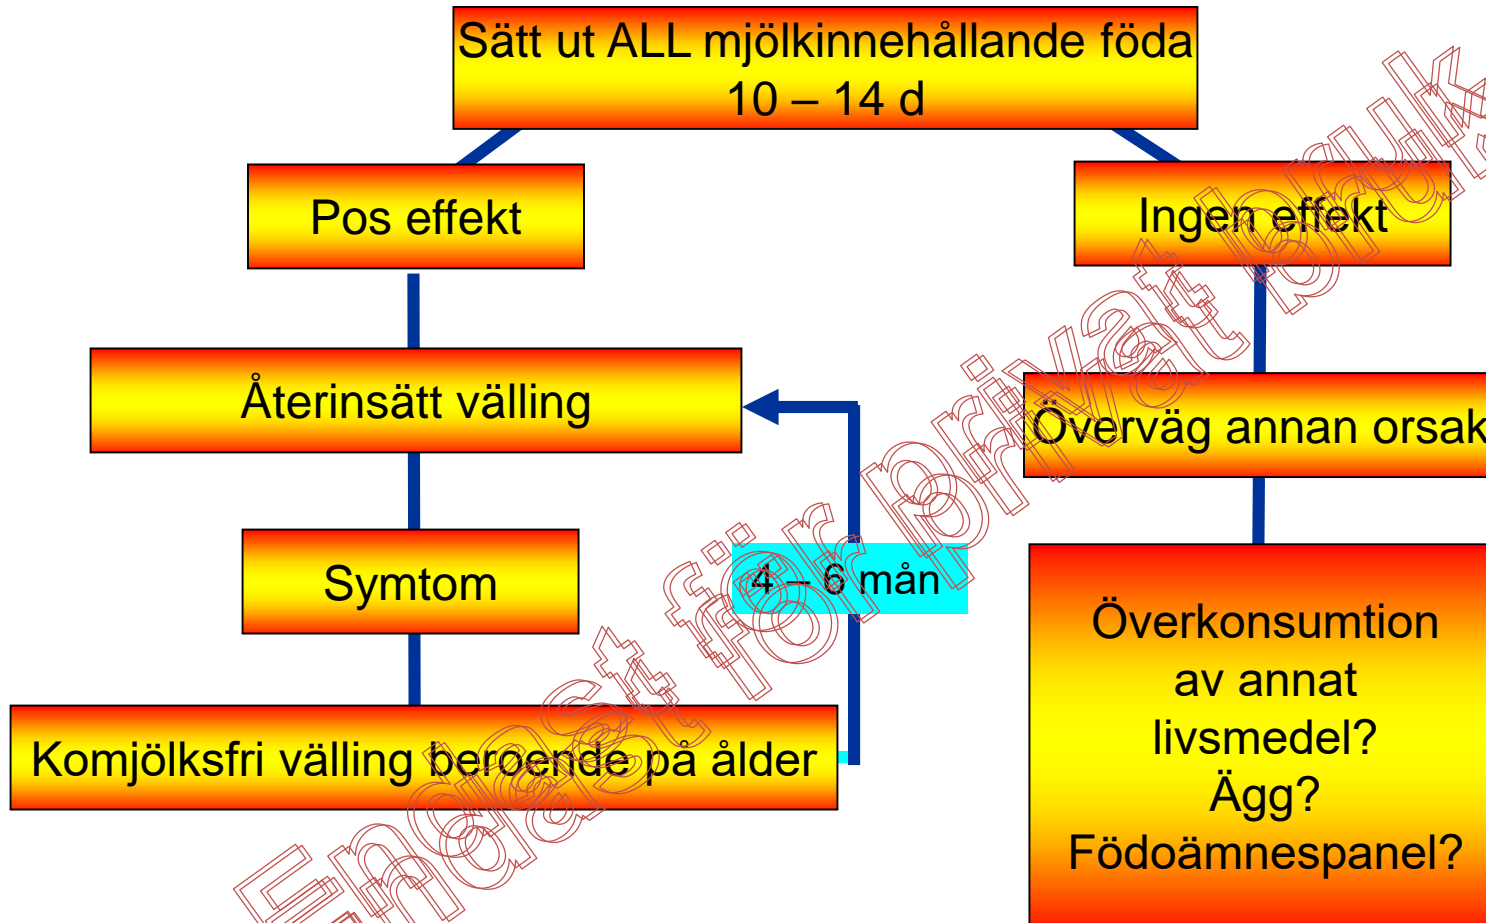 Sätt ut ALL mjölkinnehållande föda
10 – 14 d
Pos effekt
Ingen effekt
Återinsätt välling
Överväg annan orsak
Symtom
4 – 6 mån
Komjölksfri välling beroende på ålder
Överkonsumtion
av annat
livsmedel?
Ägg?
Födoämnespanel?
Endast för privat bruk